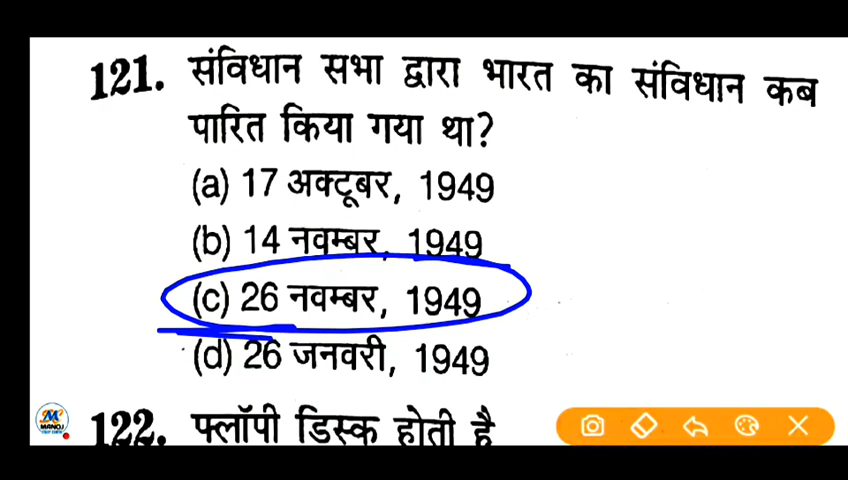 121. संविधान सभा द्वारा भारत का संविधान कब
पारित किया गया था?
(a) 17 अक्टूबर, 1949
(b) 14 नवम्बर, 1949
(c) 26 नवम्बर, 1949
(d) 26 जनवरी, 1949
122. फ्लॉपी डिस्क होती है
MANOJ